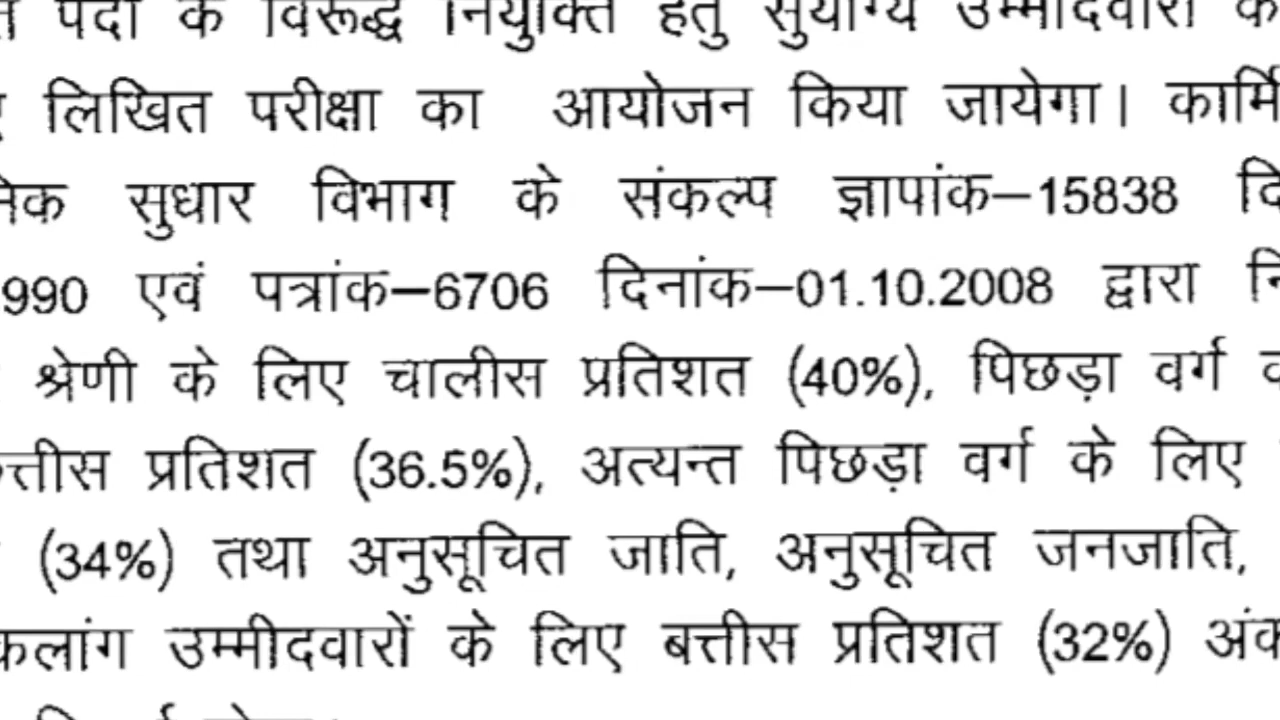 पदों के विरूद्ध नियुक्ति हेतु सुयोग्य उम्मीदवारों
लिखित परीक्षा का आयोजन किया जायेगा। कार्मि
सुधार विभाग के संकल्प ज्ञापांक–15838 दि
990 एवं पत्रांक–6706 दिनांक–01.10.2008 द्वारा नि
श्रेणी के लिए चालीस प्रतिशत (40%), पिछड़ा वर्ग
त्तीस प्रतिशत (36.5%), अत्यन्त पिछड़ा वर्ग के लिए
(34%) तथा अनुसूचित जाति, अनुसूचित जनजाति,
कलांग उम्मीदवारों के लिए बत्तीस प्रतिशत (32%) अंक